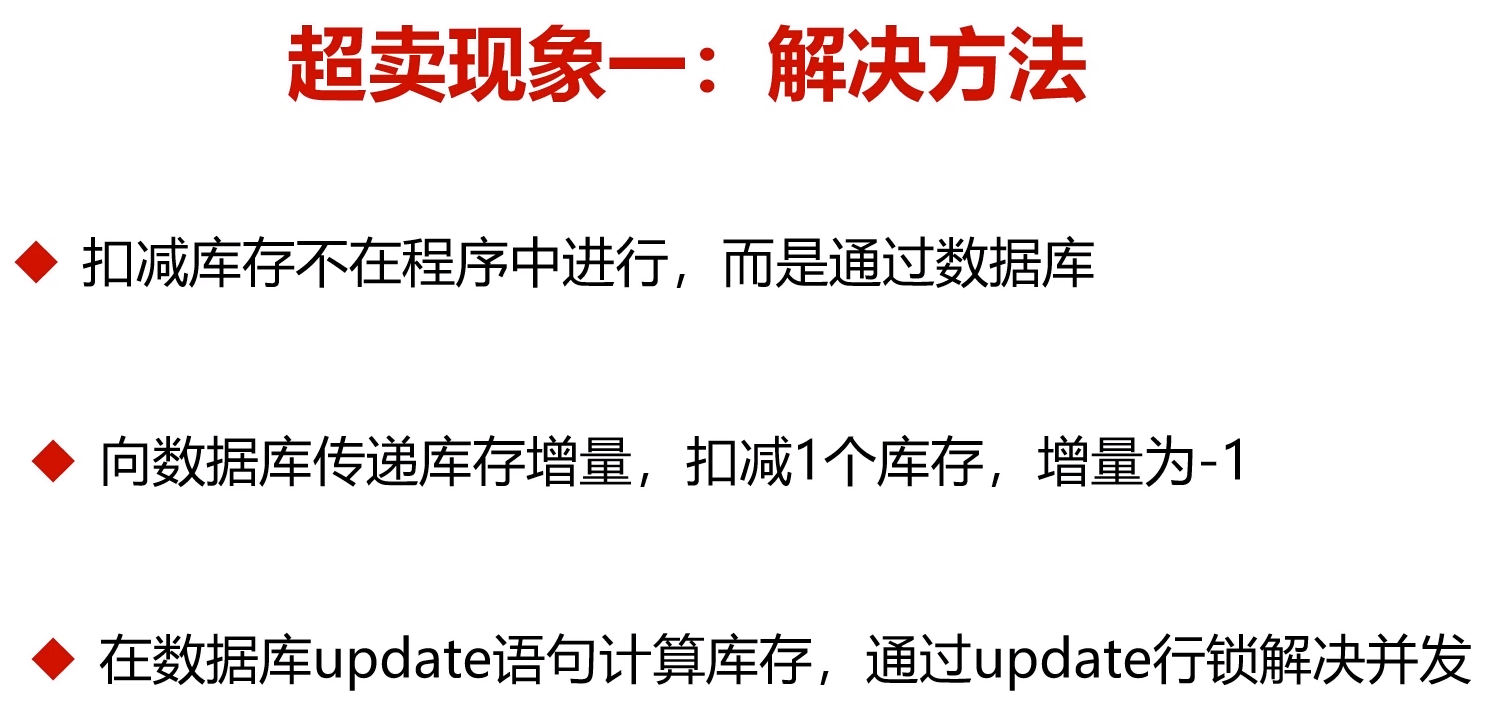 超卖现象一：解决方法
扣减库存不在程序中进行，而是通过数据库
向数据库传递库存增量，扣减1个库存，增量为-1
在数据库update语句计算库存，通过update行锁解决并发